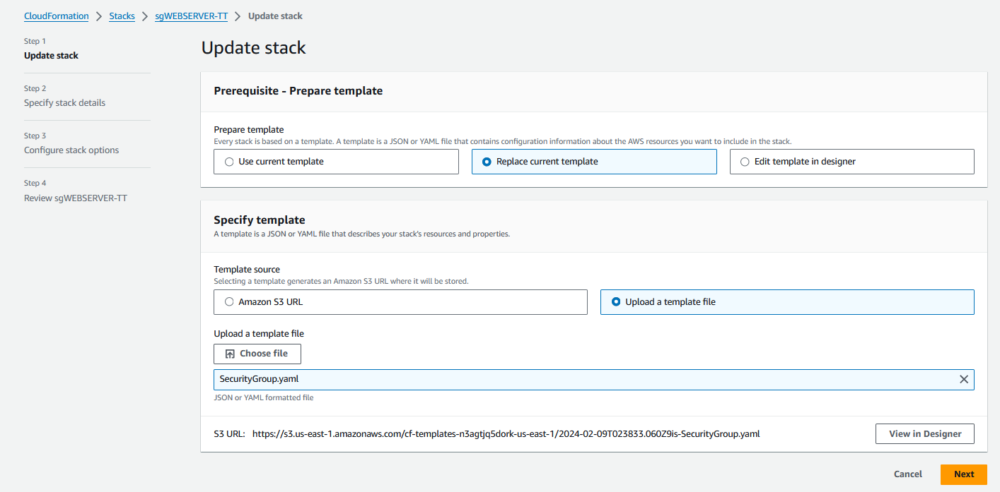 CloudFormation > Stacks > sgWEBSERVER-TT > Update stack
Step 1
Update stack
Step 2
Specify stack details
Step 3
Configure stack options
Step 4
Review sgWEBSERVER-TT
Update stack
Prerequisite - Prepare template
Prepare template
Every stack is based on a template. A template is a JSON or YAML file that contains configuration information about the AWS resources you want to include in the stack.
Use current template
Replace current template
Edit template in designer
Specify template
A template is a JSON or YAML file that describes your stack's resources and properties.
Template source
Selecting a template generates an Amazon S3 URL where it will be stored.
Amazon S3 URL
Upload a template file
Upload a template file
Choose file
SecurityGroup.yaml
JSON or YAML formatted file
S3 URL: https://s3.us-east-1.amazonaws.com/cf-templates-n3agtjq5dork-us-east-1/2024-02-09T023833.060Z9is-SecurityGroup.yaml
View in Designer
Cancel
Next